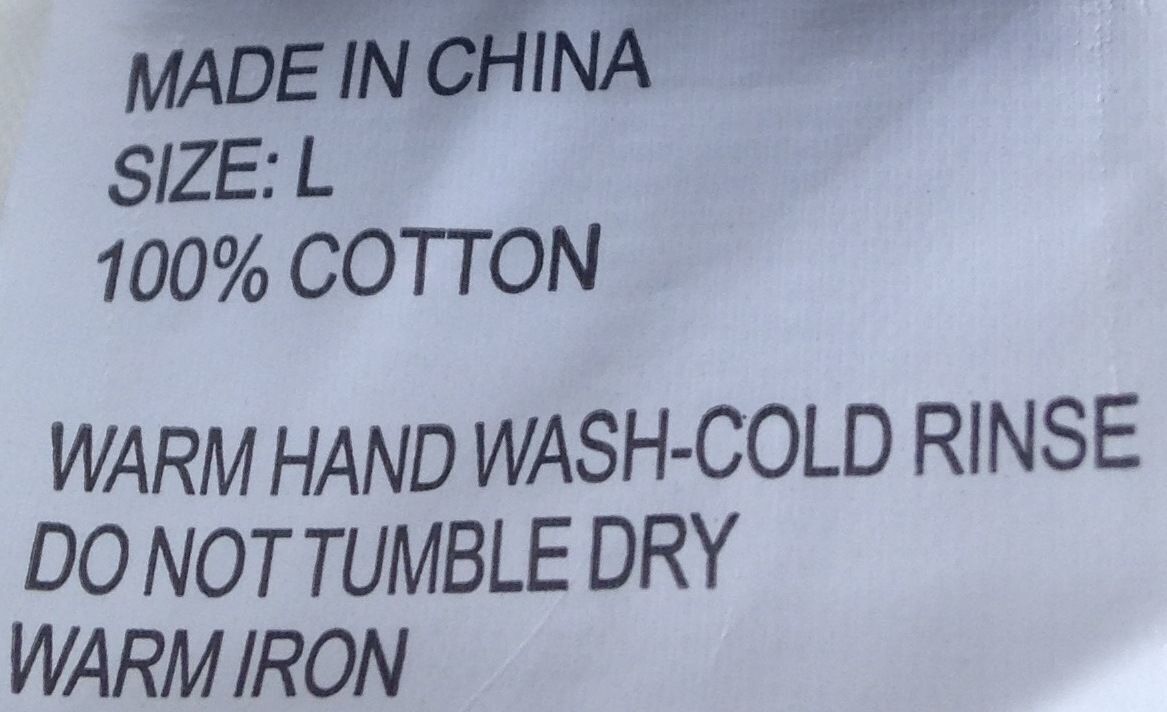 MADE IN CHINA
SIZE: L
100% COTTON
WARM HAND WASH-COLD RINSE
DO NOT TUMBLE DRY
WARM IRON